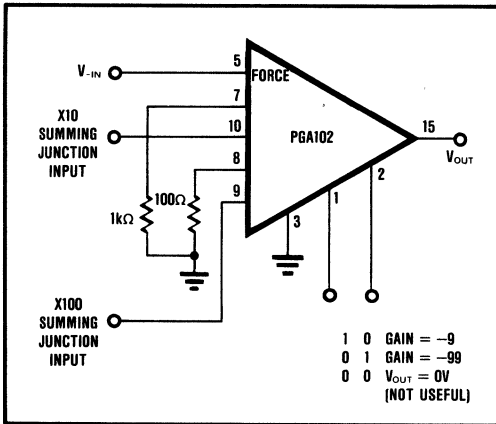 5
V-IN
FORCE
7
X10
SUMMING
JUNCTION
INPUT
10
PGA102
15
VOUT
8
2
9
1
1kΩ
100Ω
3
X100
SUMMING
JUNCTION
INPUT
1 0 GAIN = –9
0 1 GAIN = –99
0 0 VOUT = 0V
(NOT USEFUL)